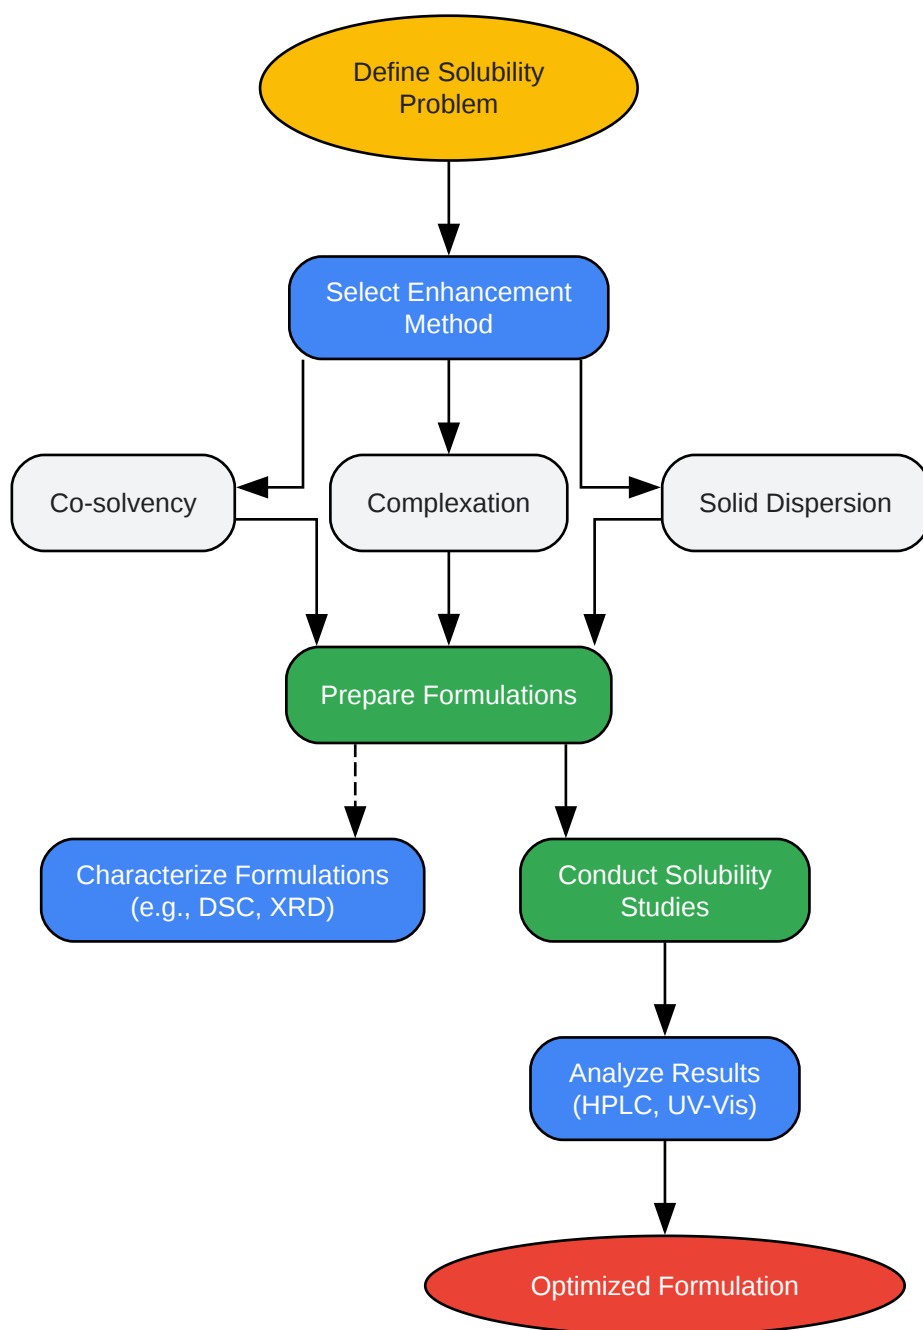 Define Solubility
Problem
Select Enhancement
Method
Co-solvency
Complexation
Solid Dispersion
Prepare Formulations
Characterize Formulations
(e.g., DSC, XRD)
Conduct Solubility
Studies
Analyze Results
(HPLC, UV-Vis)
Optimized Formulation